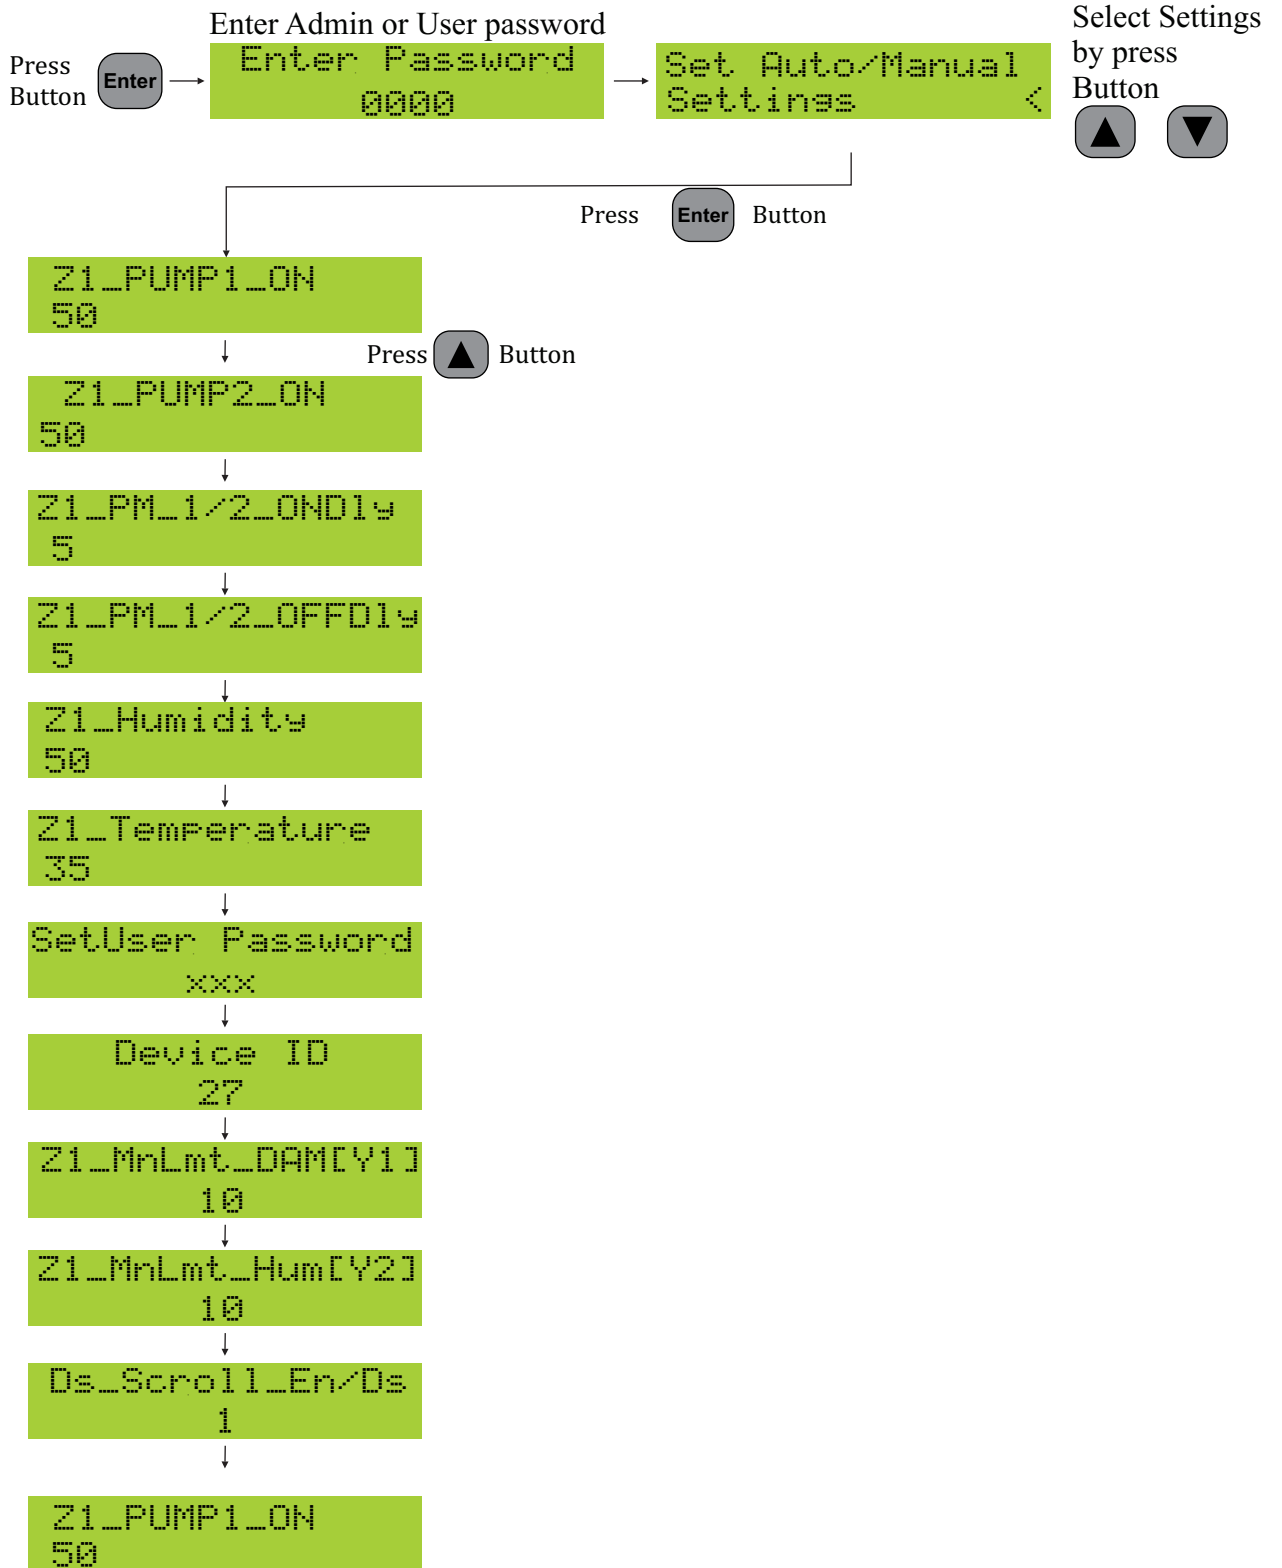 Enter Admin or User password
Press
Button
Enter
Enter Password
0000
Set Auto/Manual
Settings <
Select Settings
by press
Button
Press Enter Button
Z1_PUMP1_ON
50
Press Button
Z1_PUMP2_ON
50
Z1_PM_1/2_ONDly
5
Z1_PM_1/2_OFFDly
5
Z1_Humidity
50
Z1_Temperature
35
SetUser Password
xxx
Device ID
27
Z1_MnLmt_DAM[Y1]
10
Z1_MnLmt_Hum[Y2]
10
Ds_Scroll_En/Ds
1
Z1_PUMP1_ON
50